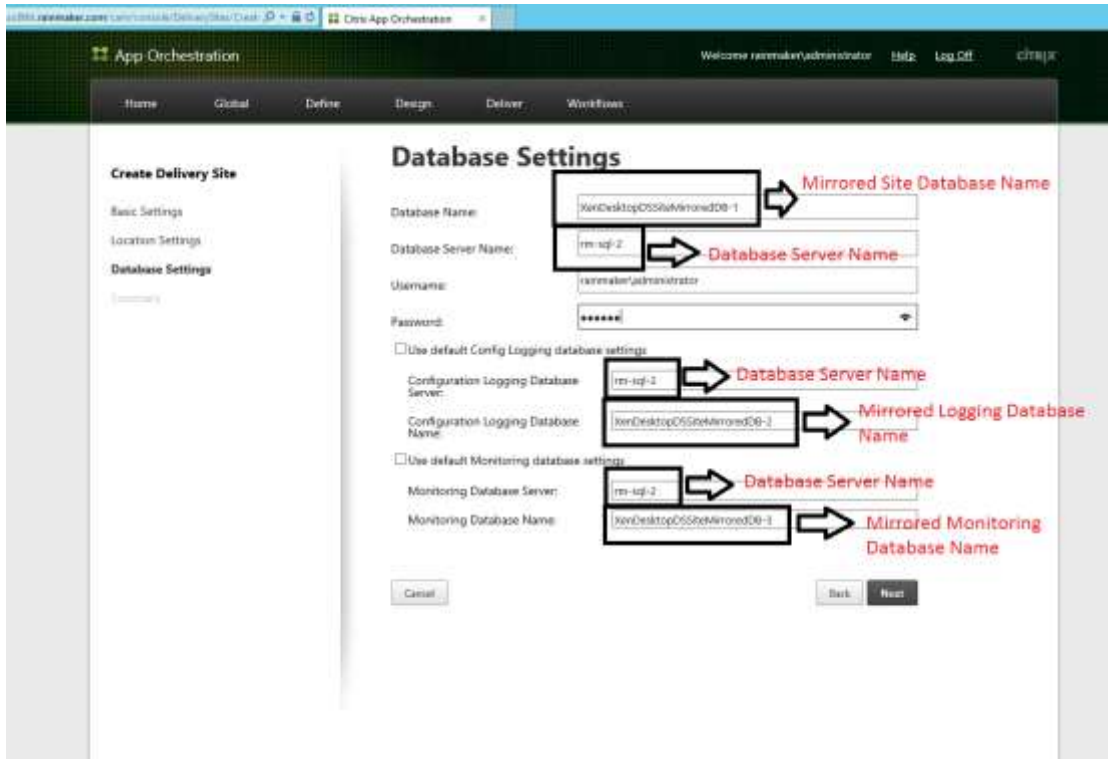 Citrix App Orchestration
App Orchestration
Welcome rainmaker\administrator Help Log Off citrix
Home Global Define Design Deliver Workflows
Create Delivery Site
Basic Settings
Location Settings
Database Settings
Summary
Database Settings
Mirrored Site Database Name
Database Name: XenDesktopDSSiteMirroredDB-1
Database Server Name: rm-sql-2 Database Server Name
Username: rainmaker\administrator
Password: ••••••
Use default Config Logging database settings
Configuration Logging Database Server: rm-sql-2 Database Server Name
Configuration Logging Database Name: XenDesktopDSSiteMirroredDB-2 Mirrored Logging Database Name
Use default Monitoring database settings
Monitoring Database Server: rm-sql-2 Database Server Name
Monitoring Database Name: XenDesktopDSSiteMirroredDB-3 Mirrored Monitoring Database Name
Cancel Back Next